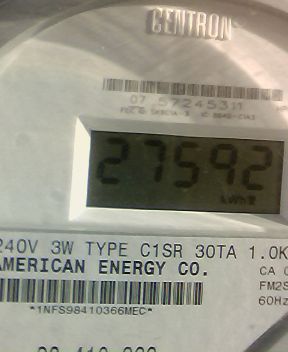 CENTRON
07 57245311
27592
kWh
240V 3W TYPE C1SR 30TA 1.0K
AMERICAN ENERGY CO.
CA 0
FM2S
60Hz
*1NFS98410366MEC*